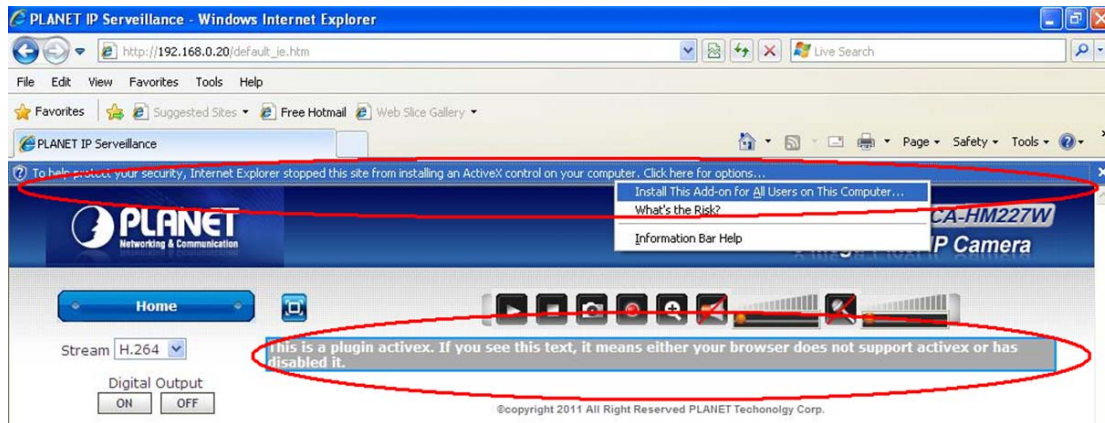 PLANET IP Serveillance - Windows Internet Explorer
http://192.168.0.20/default_ie.htm
Live Search
File Edit View Favorites Tools Help
Favorites Suggested Sites Free Hotmail Web Slice Gallery
PLANET IP Serveillance
Page Safety Tools
To help protect your security, Internet Explorer stopped this site from installing an ActiveX control on your computer. Click here for options...
Install This Add-on for All Users on This Computer...
What's the Risk?
Information Bar Help
PLANET
Networking & Communication
CA-HM227W
IP Camera
Home
Stream H.264
This is a plugin activex. If you see this text, it means either your browser does not support activex or has
disabled it.
Digital Output
ON OFF
©copyright 2011 All Right Reserved PLANET Techonolgy Corp.